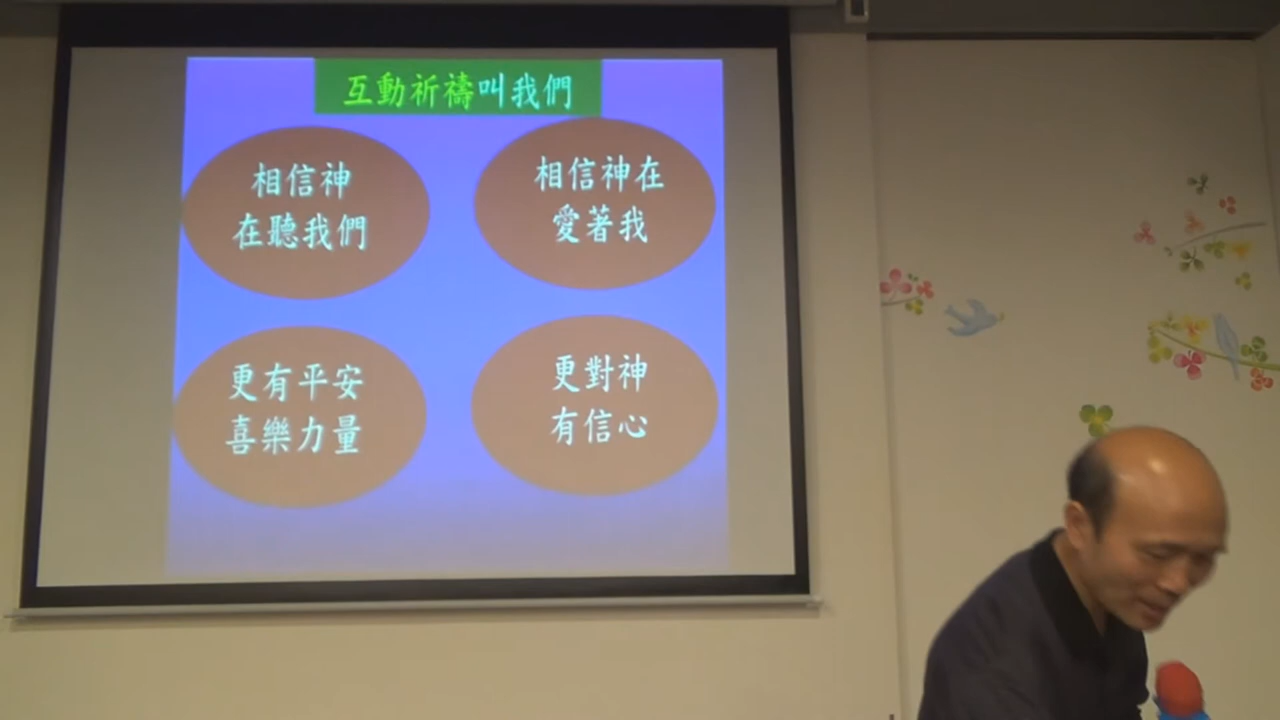 互動祈禱叫我們
相信神
在聽我們
相信神在
愛著我
更有平安
喜樂力量
更對神
有信心